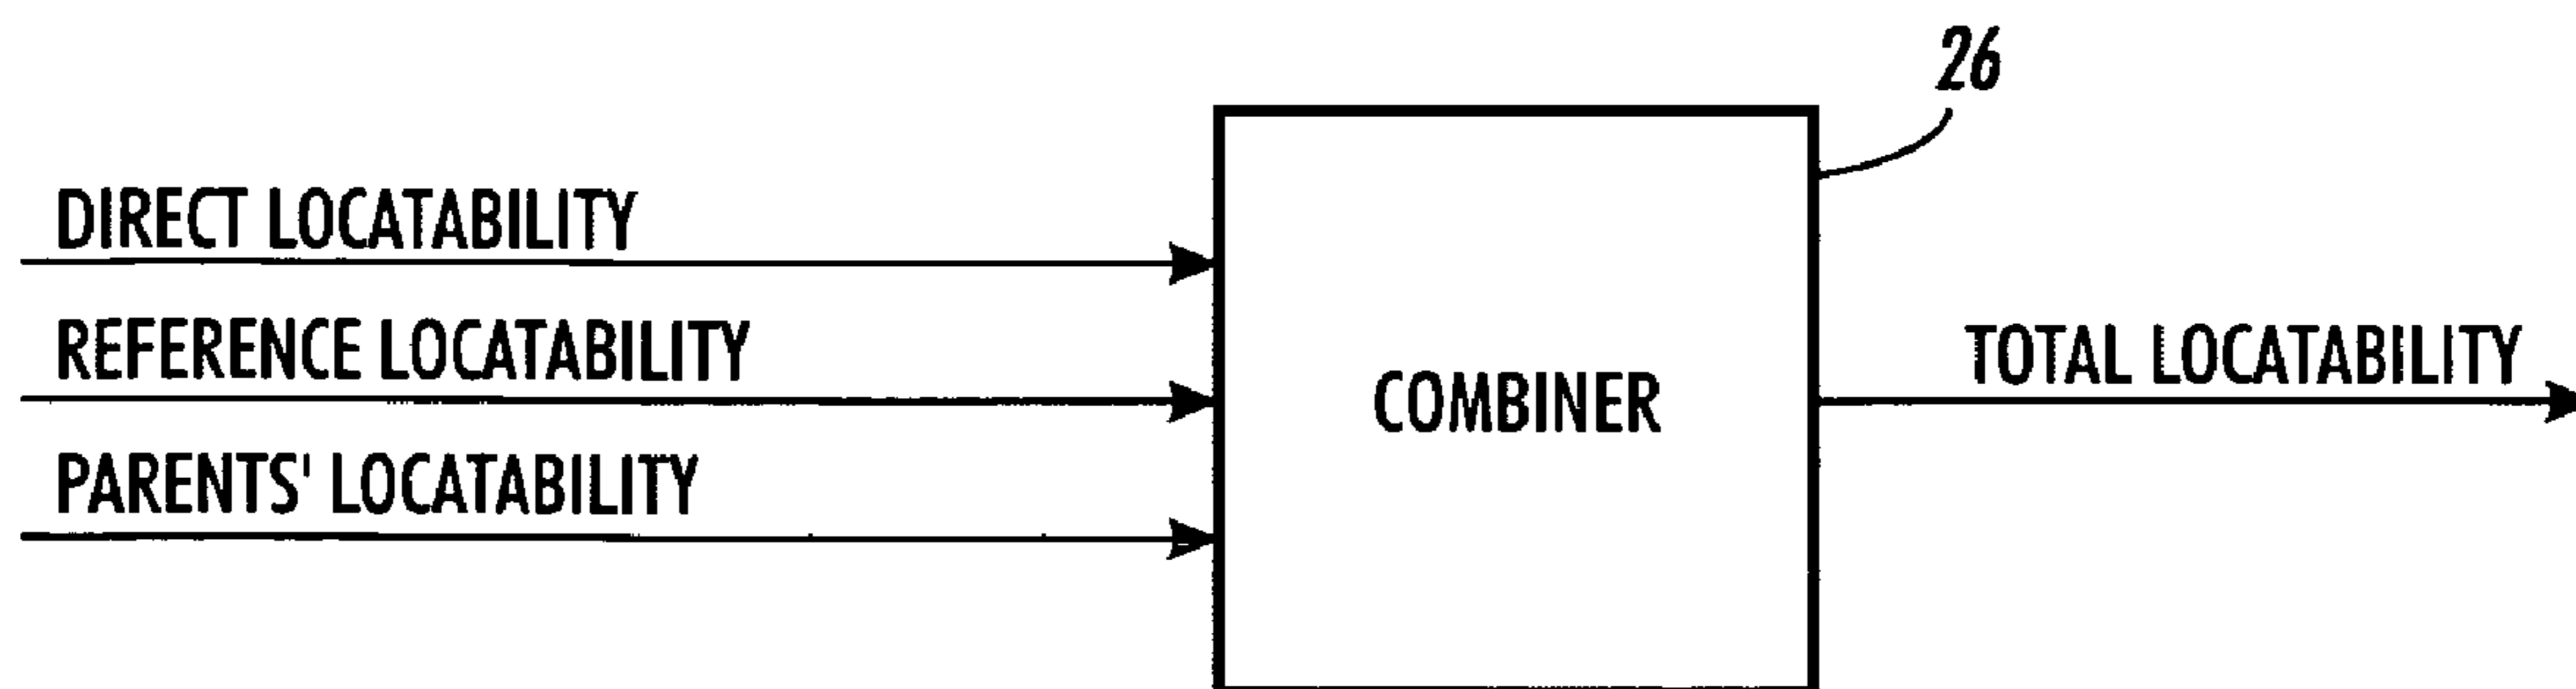 26
DIRECT LOCATABILITY
REFERENCE LOCATABILITY
PARENTS' LOCATABILITY
COMBINER
TOTAL LOCATABILITY